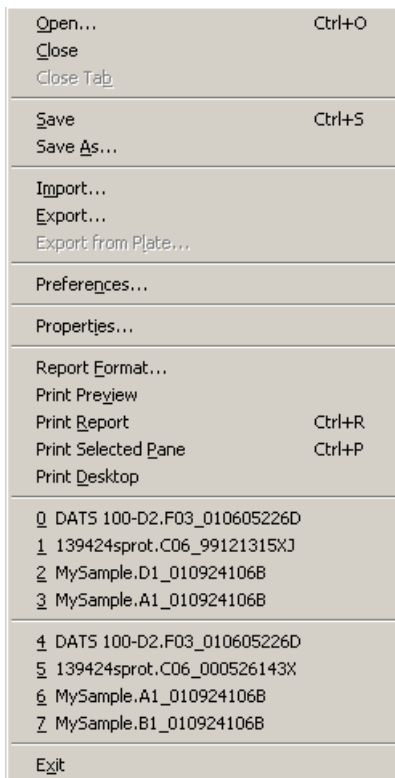 Open... Ctrl+O
Close
Close Tab
Save Ctrl+S
Save As...
Import...
Export...
Export from Plate...
Preferences...
Properties...
Report Format...
Print Preview
Print Report Ctrl+R
Print Selected Pane Ctrl+P
Print Desktop
0 DATS 100-D2.F03_010605226D
1 139424sprot.C06_99121315XJ
2 MySample.D1_010924106B
3 MySample.A1_010924106B
4 DATS 100-D2.F03_010605226D
5 139424sprot.C06_000526143X
6 MySample.A1_010924106B
7 MySample.B1_010924106B
Exit